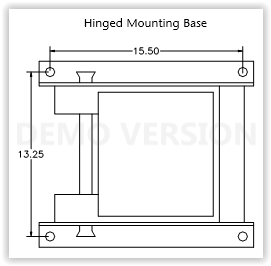 Hinged Mounting Base
15.50
DEMO VERSION
13.25